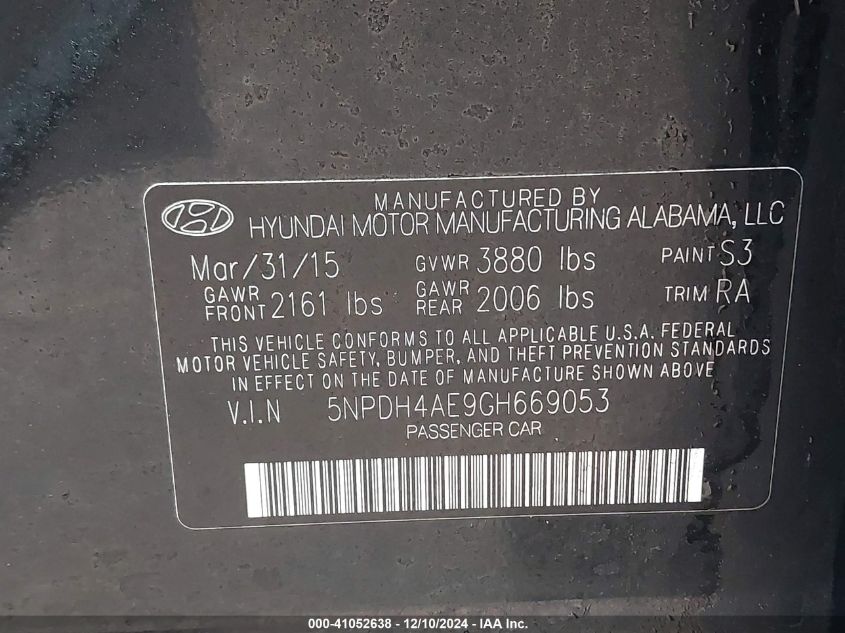 MANUFACTURED BY
HYUNDAI MOTOR MANUFACTURING ALABAMA, LLC
Mar/31/15 GVWR 3880 lbs PAINT S3
GAWR FRONT 2161 lbs GAWR REAR 2006 lbs TRIM RA
THIS VEHICLE CONFORMS TO ALL APPLICABLE U.S.A. FEDERAL
MOTOR VEHICLE SAFETY, BUMPER, AND THEFT PREVENTION STANDARDS
IN EFFECT ON THE DATE OF MANUFACTURE SHOWN ABOVE
V.I.N 5NPDH4AE9GH669053
PASSENGER CAR
000-41052638 - 12/10/2024 - IAA Inc.